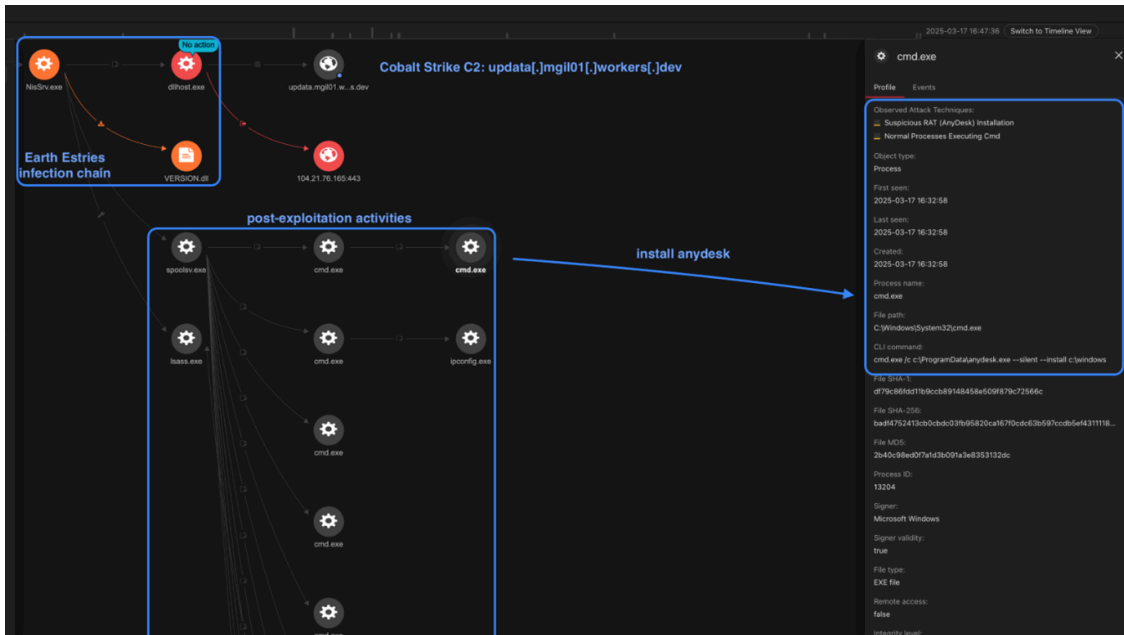 2025-03-17 16:47:36 Switch to Timeline View
No action
NisSrv.exe
dllhost.exe
updata.mgil01.w...s.dev
Cobalt Strike C2: updata[.]mgil01[.]workers[.]dev
Earth Estries
infection chain
VERSION.dll
104.21.76.165:443
post-exploitation activities
spoolsv.exe
cmd.exe
cmd.exe
install anydesk
lsass.exe
cmd.exe
ipconfig.exe
cmd.exe
cmd.exe
cmd.exe
cmd.exe
Profile Events
Observed Attack Techniques:
Suspicious RAT (AnyDesk) Installation
Normal Processes Executing Cmd
Object type:
Process
First seen:
2025-03-17 16:32:58
Last seen:
2025-03-17 16:32:58
Created:
2025-03-17 16:32:58
Process name:
cmd.exe
File path:
C:\Windows\System32\cmd.exe
CLI command:
cmd.exe /c c:\ProgramData\anydesk.exe --silent --install c:\windows
File SHA-1:
df79c86fdd11b9ccb89148458e509f879c72566c
File SHA-256:
badf4752413cb0cbdc03fb95820ca167f0cdc63b597ccdb5ef4311118...
File MD5:
2b40c98ed0f7a1d3b091a3e8353132dc
Process ID:
13204
Signer:
Microsoft Windows
Signer validity:
true
File type:
EXE file
Remote access:
false
Integrity level: